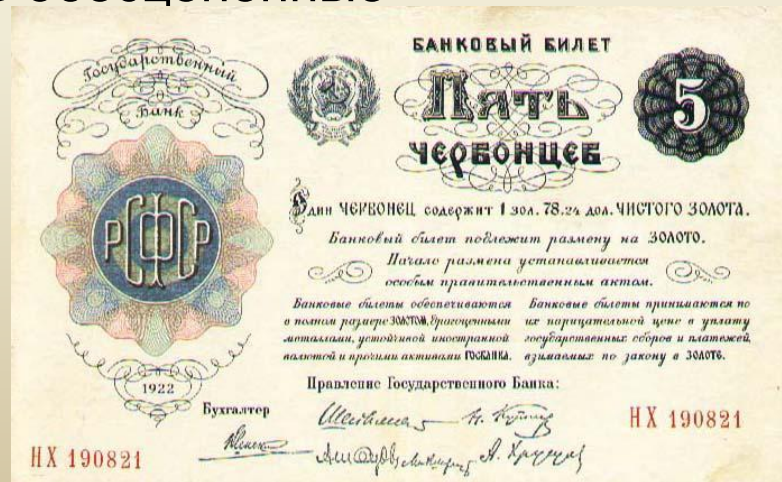 Государственный
Банк
РСФСР
1922
БАНКОВЫЙ БИЛЕТ
ПЯТЬ
ЧЕРВОНЦЕВ
5
Один ЧЕРВОНЕЦ содержит 1 зол. 78.24 дол. ЧИСТОГО ЗОЛОТА.
Банковый билет подлежит размену на ЗОЛОТО.
Начало размена устанавливается
особым правительственным актом.
Банковые билеты обеспечиваются
в полном размере ЗОЛОТОМ, драгоценными
металлами, устойчивой иностранной
валютой и прочими активами ГОСБАНКА.
Банковые билеты принимаются по
их нарицательной цене в уплату
государственных сборов и платежей,
взимаемых по закону в ЗОЛОТЕ.
Правление Государственного Банка:
Бухгалтер
НХ 190821
НХ 190821